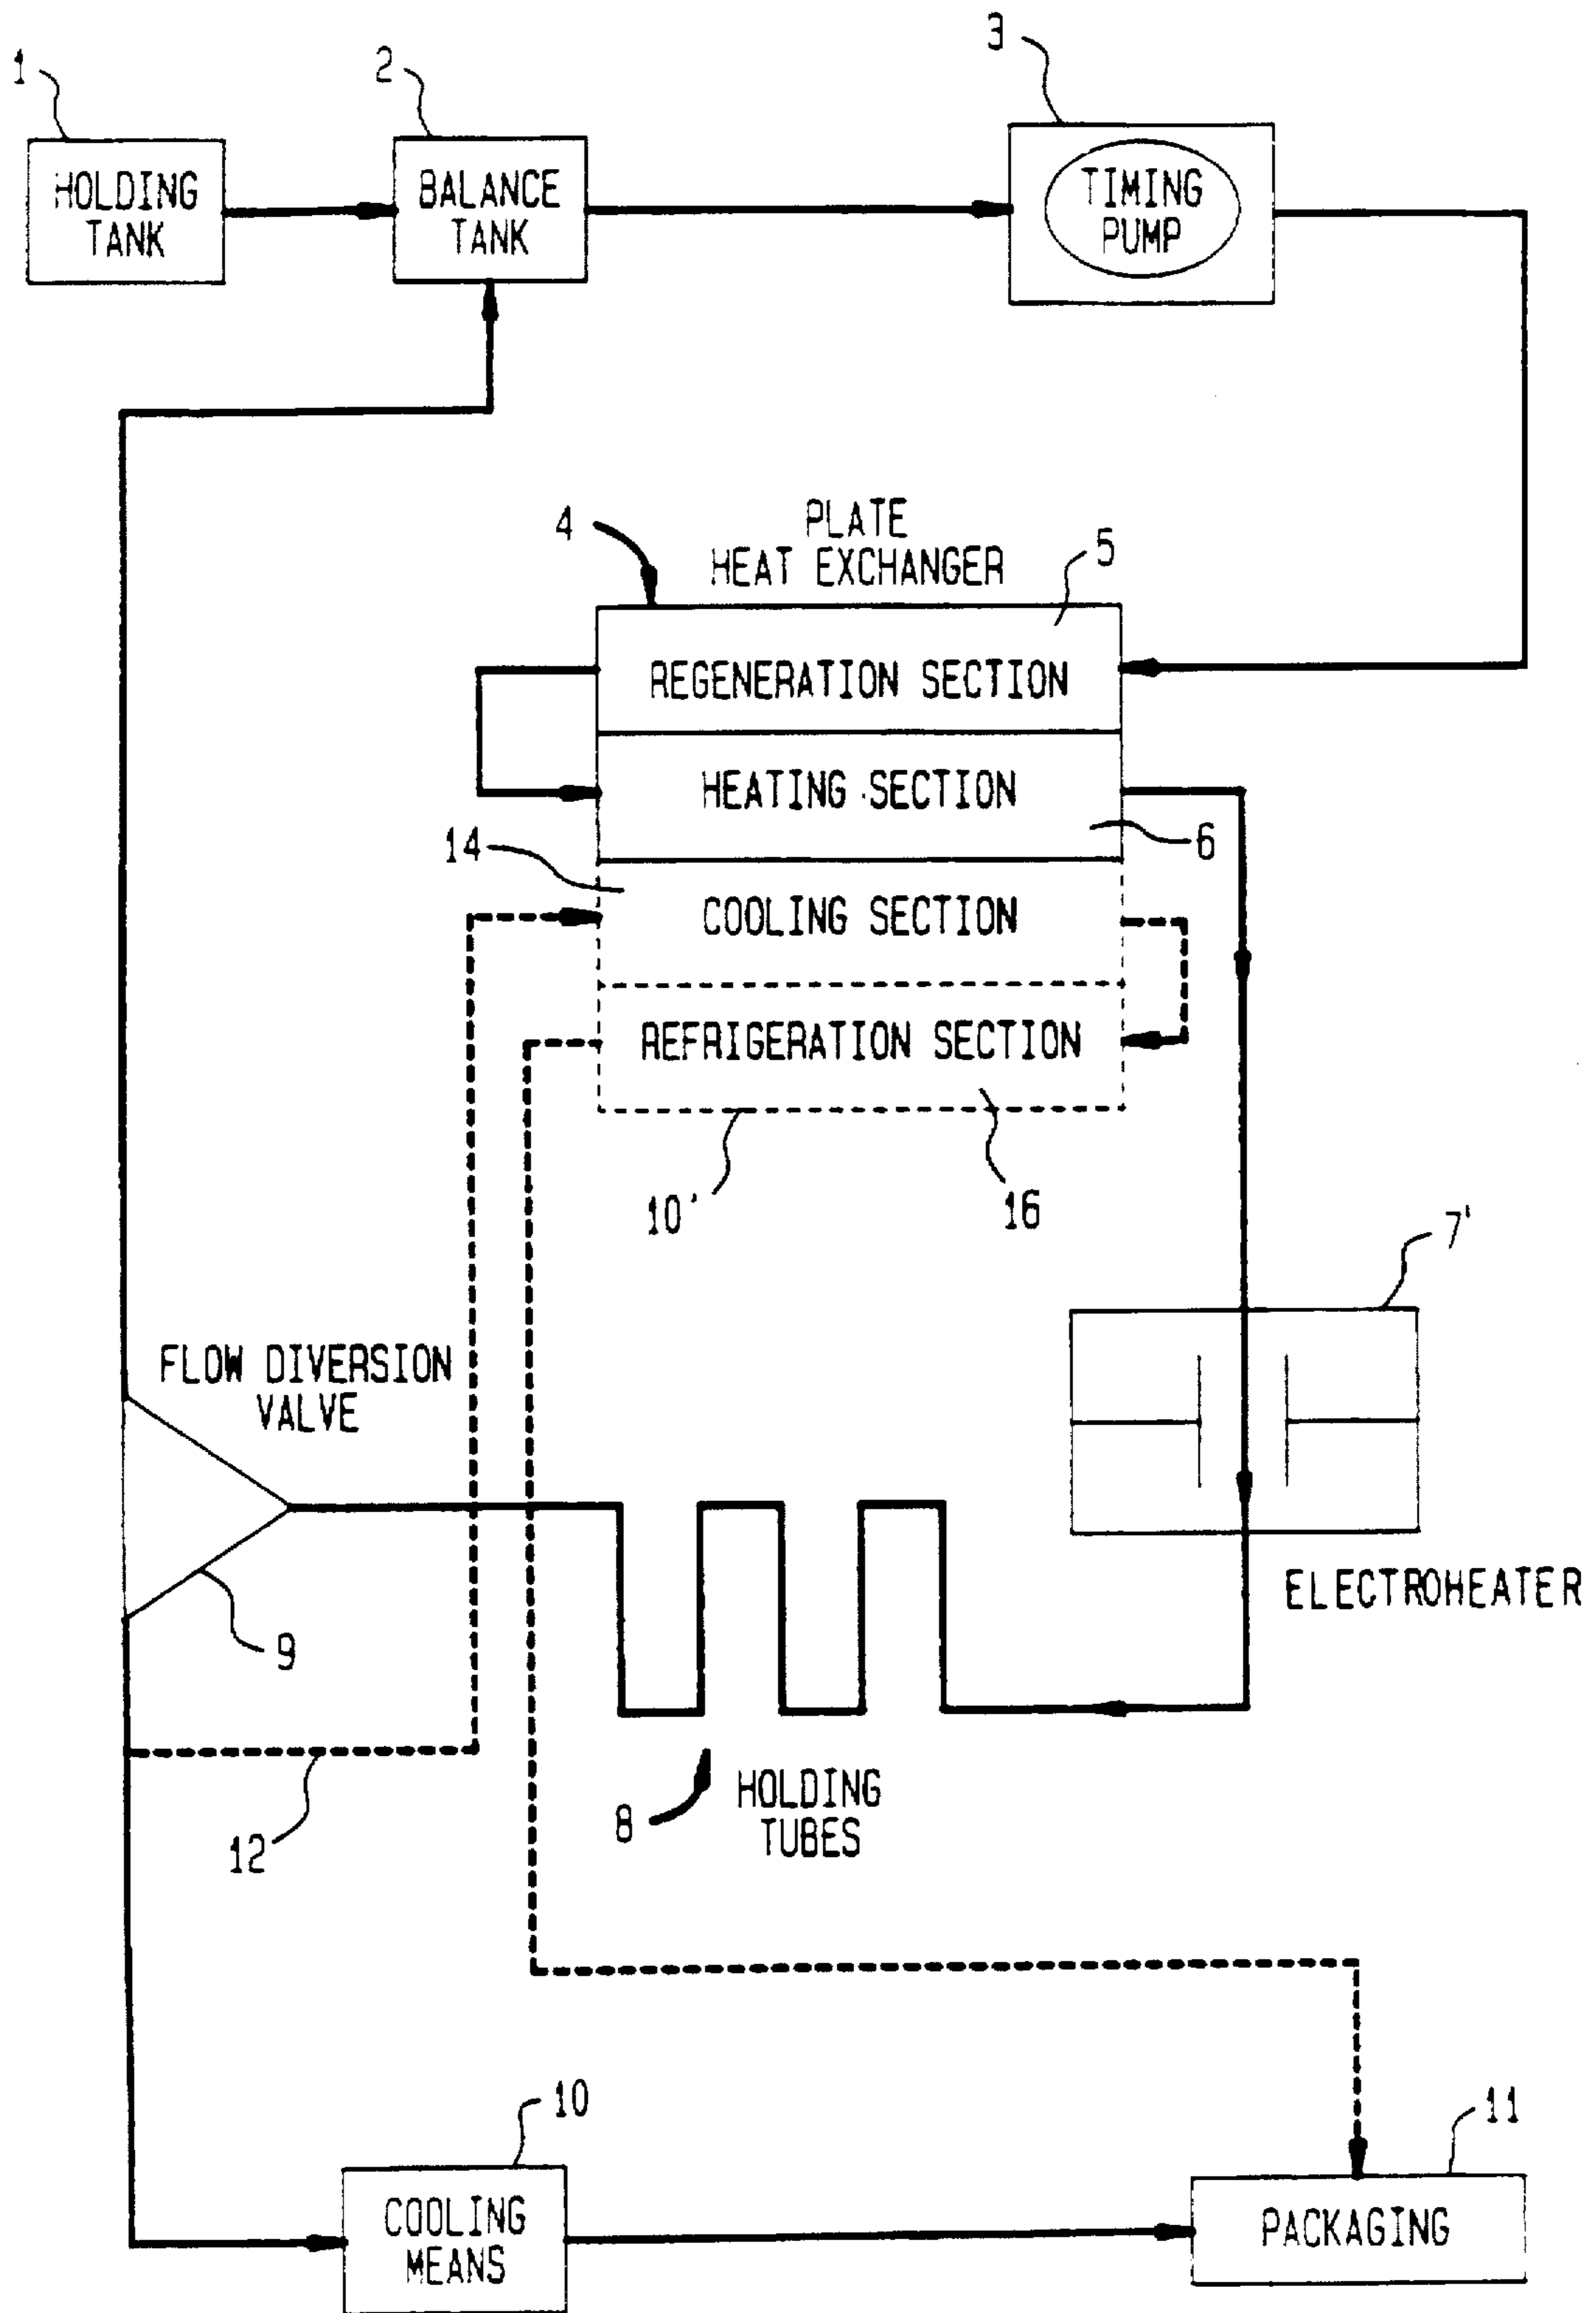 1
2
3
HOLDING
TANK
BALANCE
TANK
TIMING
PUMP
4
PLATE
HEAT EXCHANGER
5
REGENERATION SECTION
HEATING SECTION
6
14
COOLING SECTION
REFRIGERATION SECTION
10'
16
7'
FLOW DIVERSION
VALVE
ELECTROHEATER
9
12
8
HOLDING
TUBES
10
11
COOLING
MEANS
PACKAGING